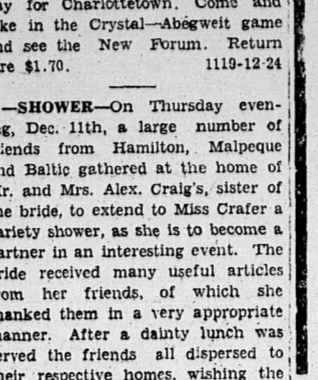 ay for Charlottetown. Come and
ke in the Crystal—Abegweit game
nd see the New Forum. Return
re $1.70. 1119-12-24
—SHOWER—On Thursday even-
g, Dec. 11th, a large number of
iends from Hamilton, Malpeque
nd Baltic gathered at the home of
r. and Mrs. Alex. Craig's, sister of
he bride, to extend to Miss Crafer a
ariety shower, as she is to become a
artner in an interesting event. The
ride received many useful articles
rom her friends, of which she
hanked them in a very appropriate
anner. After a dainty lunch was
erved the friends all dispersed to
heir respective homes, wishing the